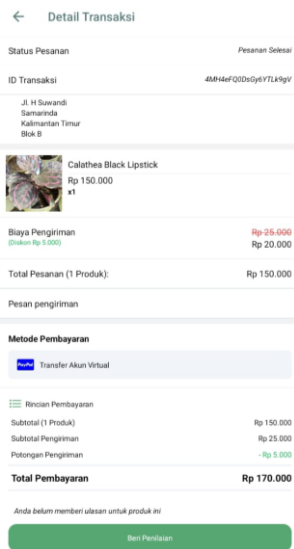 Detail Transaksi
Status Pesanan Pesanan Selesai
ID Transaksi 4MH4eFQ0DsGy6YTLk9gV
Jl. H Suwandi
Samarinda
Kalimantan Timur
Blok B
Calathea Black Lipstick
Rp 150.000
x1
Biaya Pengiriman Rp 25.000
(Diskon Rp 5.000) Rp 20.000
Total Pesanan (1 Produk): Rp 150.000
Pesan pengiriman
Metode Pembayaran
PayPal Transfer Akun Virtual
Rincian Pembayaran
Subtotal (1 Produk) Rp 150.000
Subtotal Pengiriman Rp 25.000
Potongan Pengiriman - Rp 5.000
Total Pembayaran Rp 170.000
Anda belum memberi ulasan untuk produk ini
Beri Penilaian